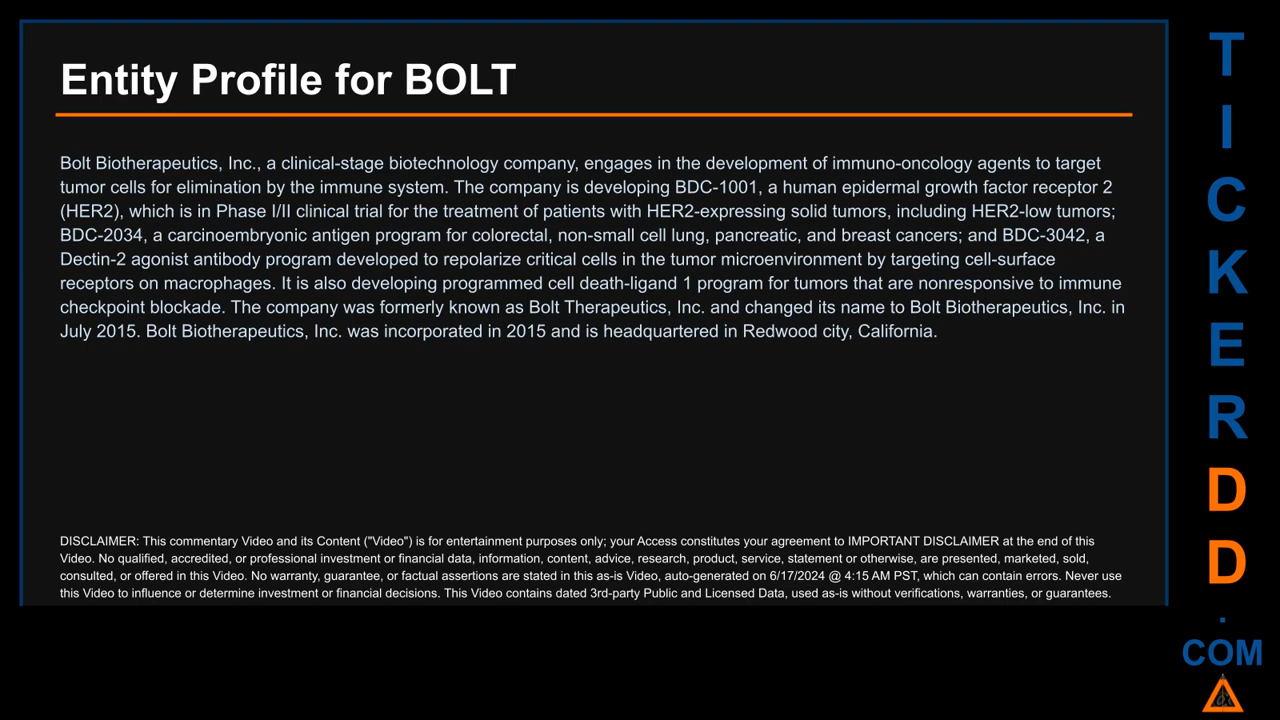 Entity Profile for BOLT
Bolt Biotherapeutics, Inc., a clinical-stage biotechnology company, engages in the development of immuno-oncology agents to target
tumor cells for elimination by the immune system. The company is developing BDC-1001, a human epidermal growth factor receptor 2
(HER2), which is in Phase I/II clinical trial for the treatment of patients with HER2-expressing solid tumors, including HER2-low tumors;
BDC-2034, a carcinoembryonic antigen program for colorectal, non-small cell lung, pancreatic, and breast cancers; and BDC-3042, a
Dectin-2 agonist antibody program developed to repolarize critical cells in the tumor microenvironment by targeting cell-surface
receptors on macrophages. It is also developing programmed cell death-ligand 1 program for tumors that are nonresponsive to immune
checkpoint blockade. The company was formerly known as Bolt Therapeutics, Inc. and changed its name to Bolt Biotherapeutics, Inc. in
July 2015. Bolt Biotherapeutics, Inc. was incorporated in 2015 and is headquartered in Redwood city, California.
DISCLAIMER: This commentary Video and its Content ("Video") is for entertainment purposes only; your Access constitutes your agreement to IMPORTANT DISCLAIMER at the end of this
Video. No qualified, accredited, or professional investment or financial data, information, content, advice, research, product, service, statement or otherwise, are presented, marketed, sold,
consulted, or offered in this Video. No warranty, guarantee, or factual assertions are stated in this as-is Video, auto-generated on 6/17/2024 @ 4:15 AM PST, which can contain errors. Never use
this Video to influence or determine investment or financial decisions. This Video contains dated 3rd-party Public and Licensed Data, used as-is without verifications, warranties, or guarantees.
T
I
C
K
E
R
D
D
.
COM